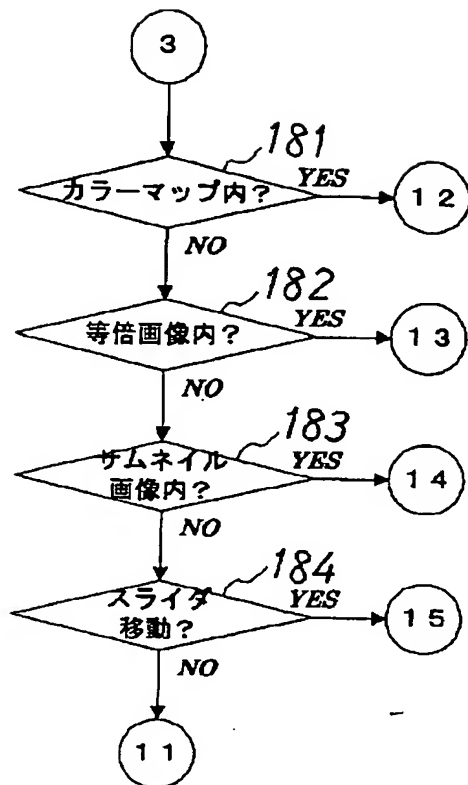 3
181
カラーマップ内?
YES
12
NO
182
等倍画像内?
YES
13
NO
183
サムネイル
画像内?
YES
14
NO
184
スライダ
移動?
YES
15
NO
11